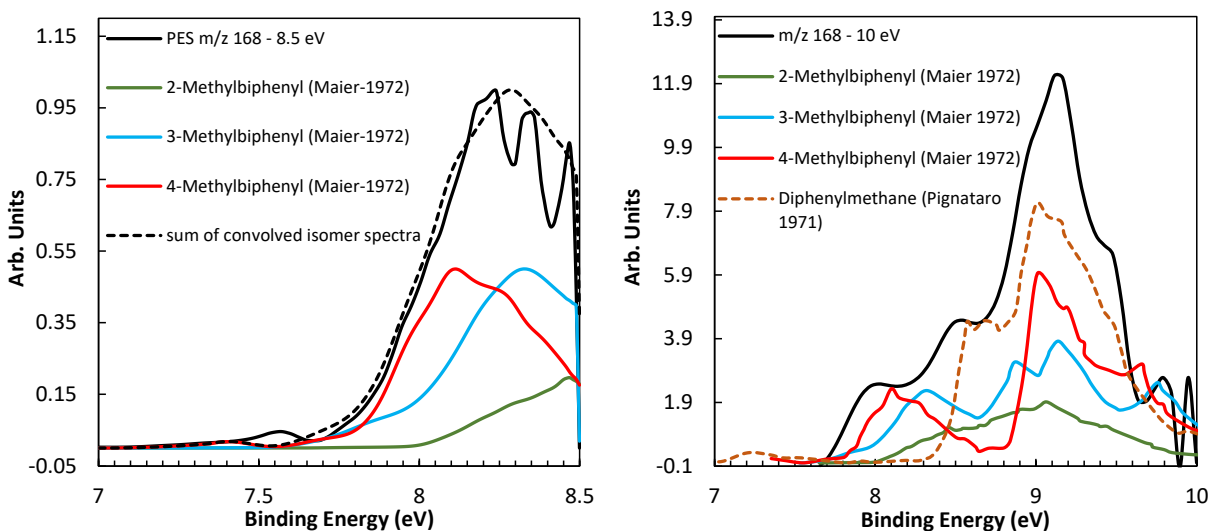 1.15
0.95
0.75
0.55
0.35
0.15
-0.05
Arb. Units
7
7.5
8
8.5
Binding Energy (eV)
PES m/z 168 - 8.5 eV
2-Methylbiphenyl (Maier-1972)
3-Methylbiphenyl (Maier-1972)
4-Methylbiphenyl (Maier-1972)
sum of convolved isomer spectra
13.9
11.9
9.9
7.9
5.9
3.9
1.9
-0.1
Arb. Units
7
8
9
10
Binding Energy (eV)
m/z 168 - 10 eV
2-Methylbiphenyl (Maier 1972)
3-Methylbiphenyl (Maier 1972)
4-Methylbiphenyl (Maier 1972)
Diphenylmethane (Pignataro
1971)